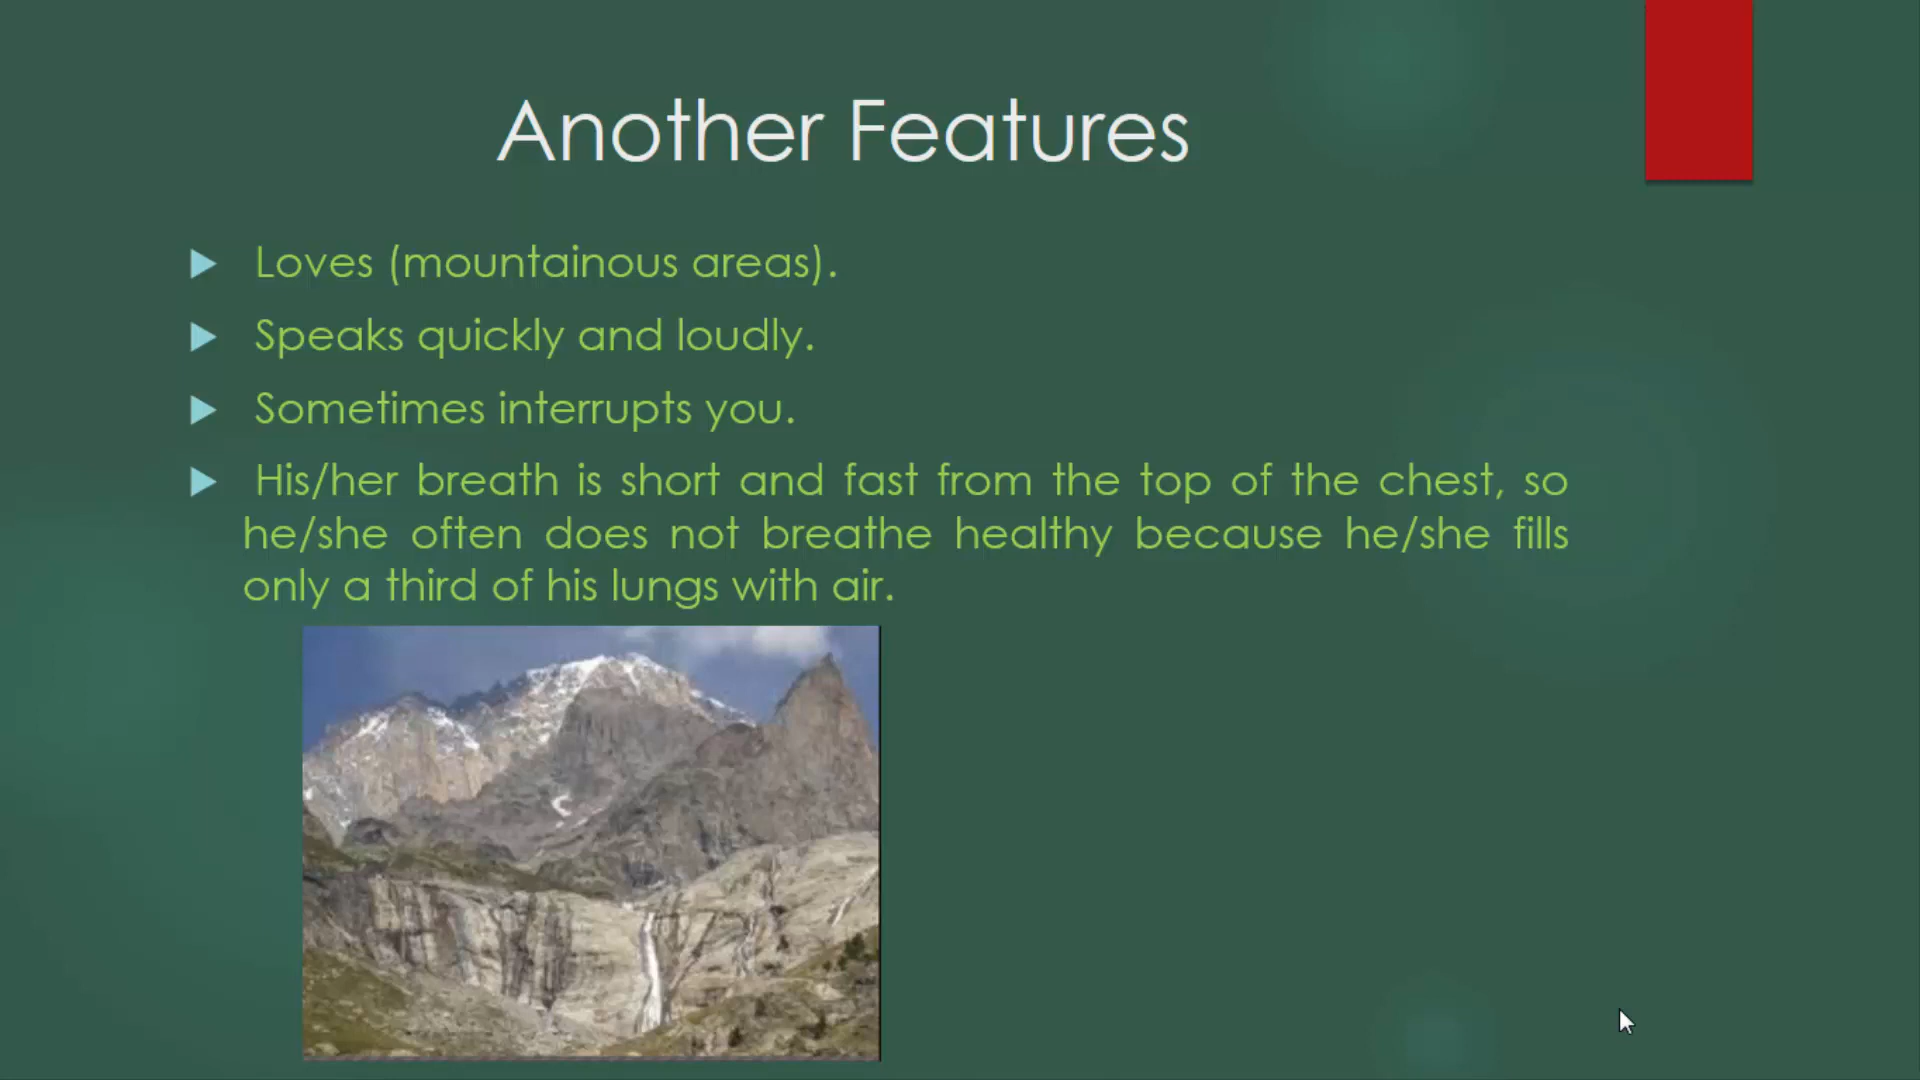 Another Features
Loves (mountainous areas).
Speaks quickly and loudly.
Sometimes interrupts you.
His/her breath is short and fast from the top of the chest, so
he/she often does not breathe healthy because he/she fills
only a third of his lungs with air.